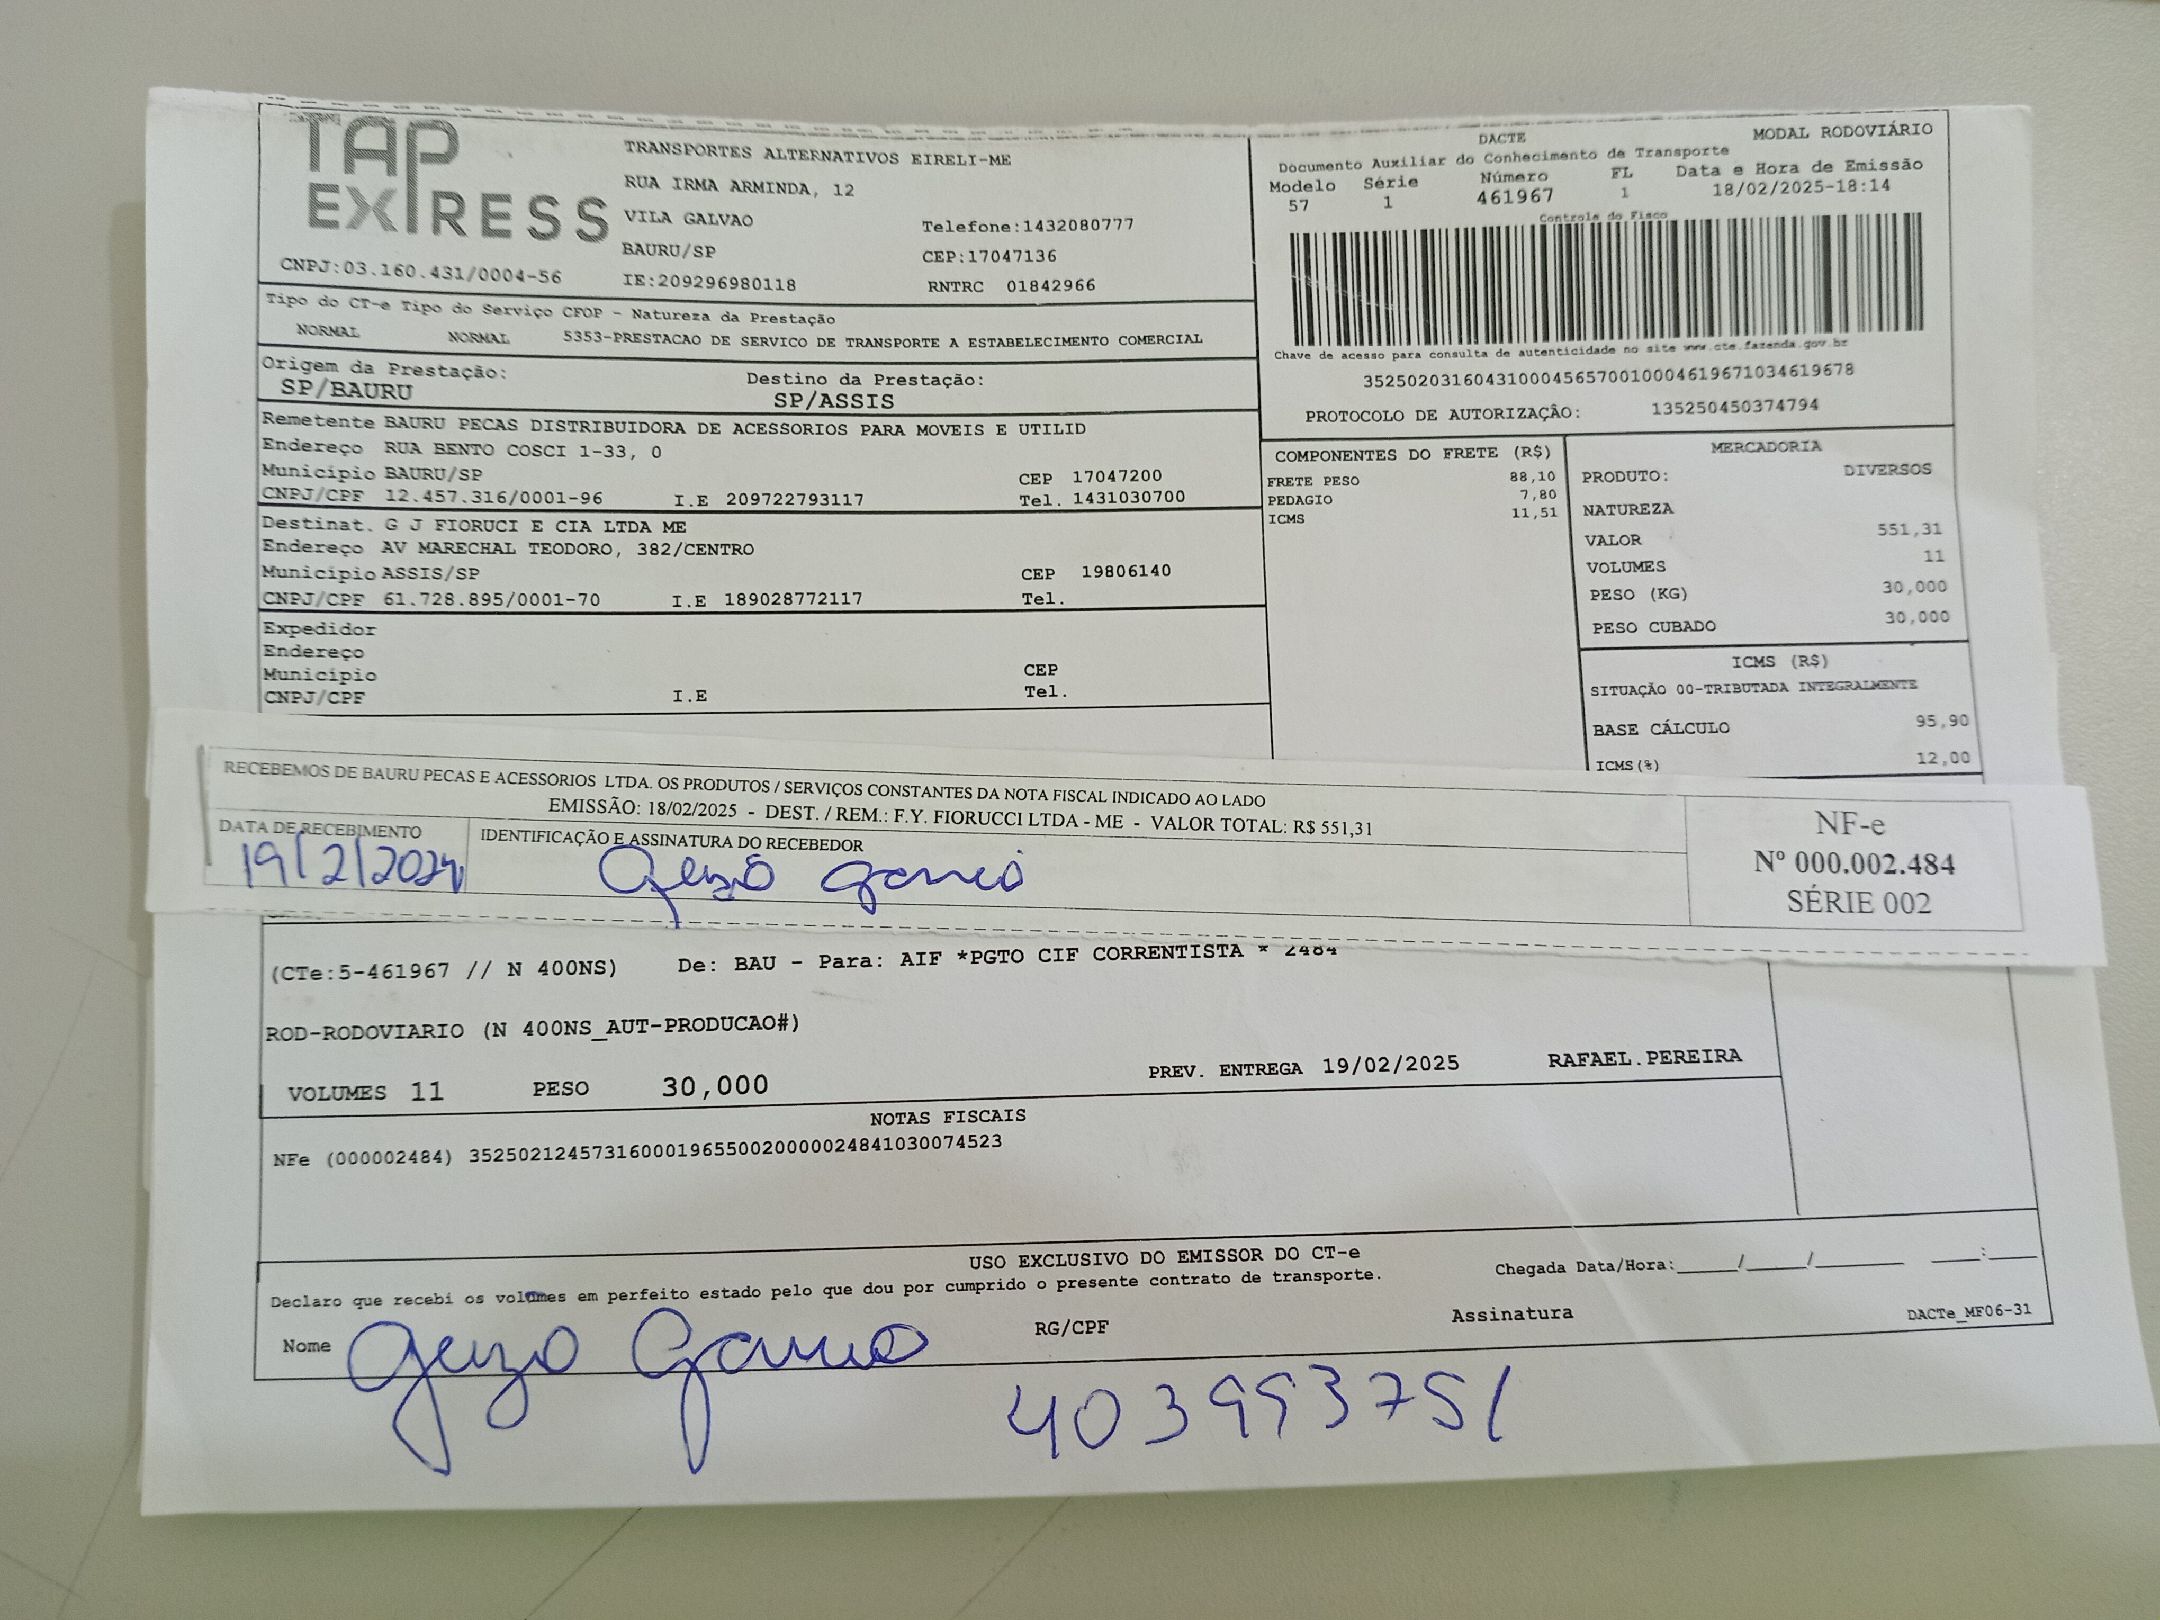 TAP
EXPRESS
CNPJ:03.160.431/0004-56
TRANSPORTES ALTERNATIVOS EIRELI-ME
RUA IRMA ARMINDA, 12
VILA GALVAO
Telefone:1432080777
BAURU/SP
CEP:17047136
IE:209296980118
RNTRC 01842966
DACTE
MODAL RODOVIÁRIO
Documento Auxiliar do Conhecimento de Transporte
Modelo Série Número FL Data e Hora de Emissão
57 1 461967 1 18/02/2025-18:14
Controle do Fisco
Chave de acesso para consulta de autenticidade no site www.cte.fazenda.gov.br
35250203160431000456570010004619671034619678
PROTOCOLO DE AUTORIZAÇÃO: 135250450374794
Tipo do CT-e Tipo do Serviço CFOP - Natureza da Prestação
NORMAL NORMAL 5353-PRESTACAO DE SERVICO DE TRANSPORTE A ESTABELECIMENTO COMERCIAL
Origem da Prestação: Destino da Prestação:
SP/BAURU SP/ASSIS
Remetente BAURU PECAS DISTRIBUIDORA DE ACESSORIOS PARA MOVEIS E UTILID
Endereço RUA BENTO COSCI 1-33, 0
Município BAURU/SP CEP 17047200
CNPJ/CPF 12.457.316/0001-96 I.E 209722793117 Tel. 1431030700
Destinat. G J FIORUCI E CIA LTDA ME
Endereço AV MARECHAL TEODORO, 382/CENTRO
Município ASSIS/SP CEP 19806140
CNPJ/CPF 61.728.895/0001-70 I.E 189028772117 Tel.
Expedidor
Endereço
Município CEP
CNPJ/CPF I.E Tel.
COMPONENTES DO FRETE (R$)
FRETE PESO 88,10
PEDAGIO 7,80
ICMS 11,51
MERCADORIA
PRODUTO: DIVERSOS
NATUREZA
VALOR 551,31
VOLUMES 11
PESO (KG) 30,000
PESO CUBADO 30,000
ICMS (R$)
SITUAÇÃO 00-TRIBUTADA INTEGRALMENTE
BASE CÁLCULO 95,90
ICMS(%) 12,00
RECEBEMOS DE BAURU PECAS E ACESSORIOS LTDA. OS PRODUTOS / SERVIÇOS CONSTANTES DA NOTA FISCAL INDICADO AO LADO
EMISSÃO: 18/02/2025 - DEST. / REM.: F.Y. FIORUCCI LTDA - ME - VALOR TOTAL: R$ 551,31
DATA DE RECEBIMENTO IDENTIFICAÇÃO E ASSINATURA DO RECEBEDOR
19/2/2024
NF-e
Nº 000.002.484
SÉRIE 002
(CTe:5-461967 // N 400NS) De: BAU - Para: AIF *PGTO CIF CORRENTISTA * 2484
ROD-RODOVIARIO (N 400NS_AUT-PRODUCAO#)
VOLUMES 11 PESO 30,000 PREV. ENTREGA 19/02/2025 RAFAEL.PEREIRA
NOTAS FISCAIS
NFe (000002484) 35250212457316000196550020000024841030074523
USO EXCLUSIVO DO EMISSOR DO CT-e
Declaro que recebi os volumes em perfeito estado pelo que dou por cumprido o presente contrato de transporte.
Chegada Data/Hora:_____/_____/_______ ____:____
Nome RG/CPF Assinatura DACTe_MF06-31
403993751